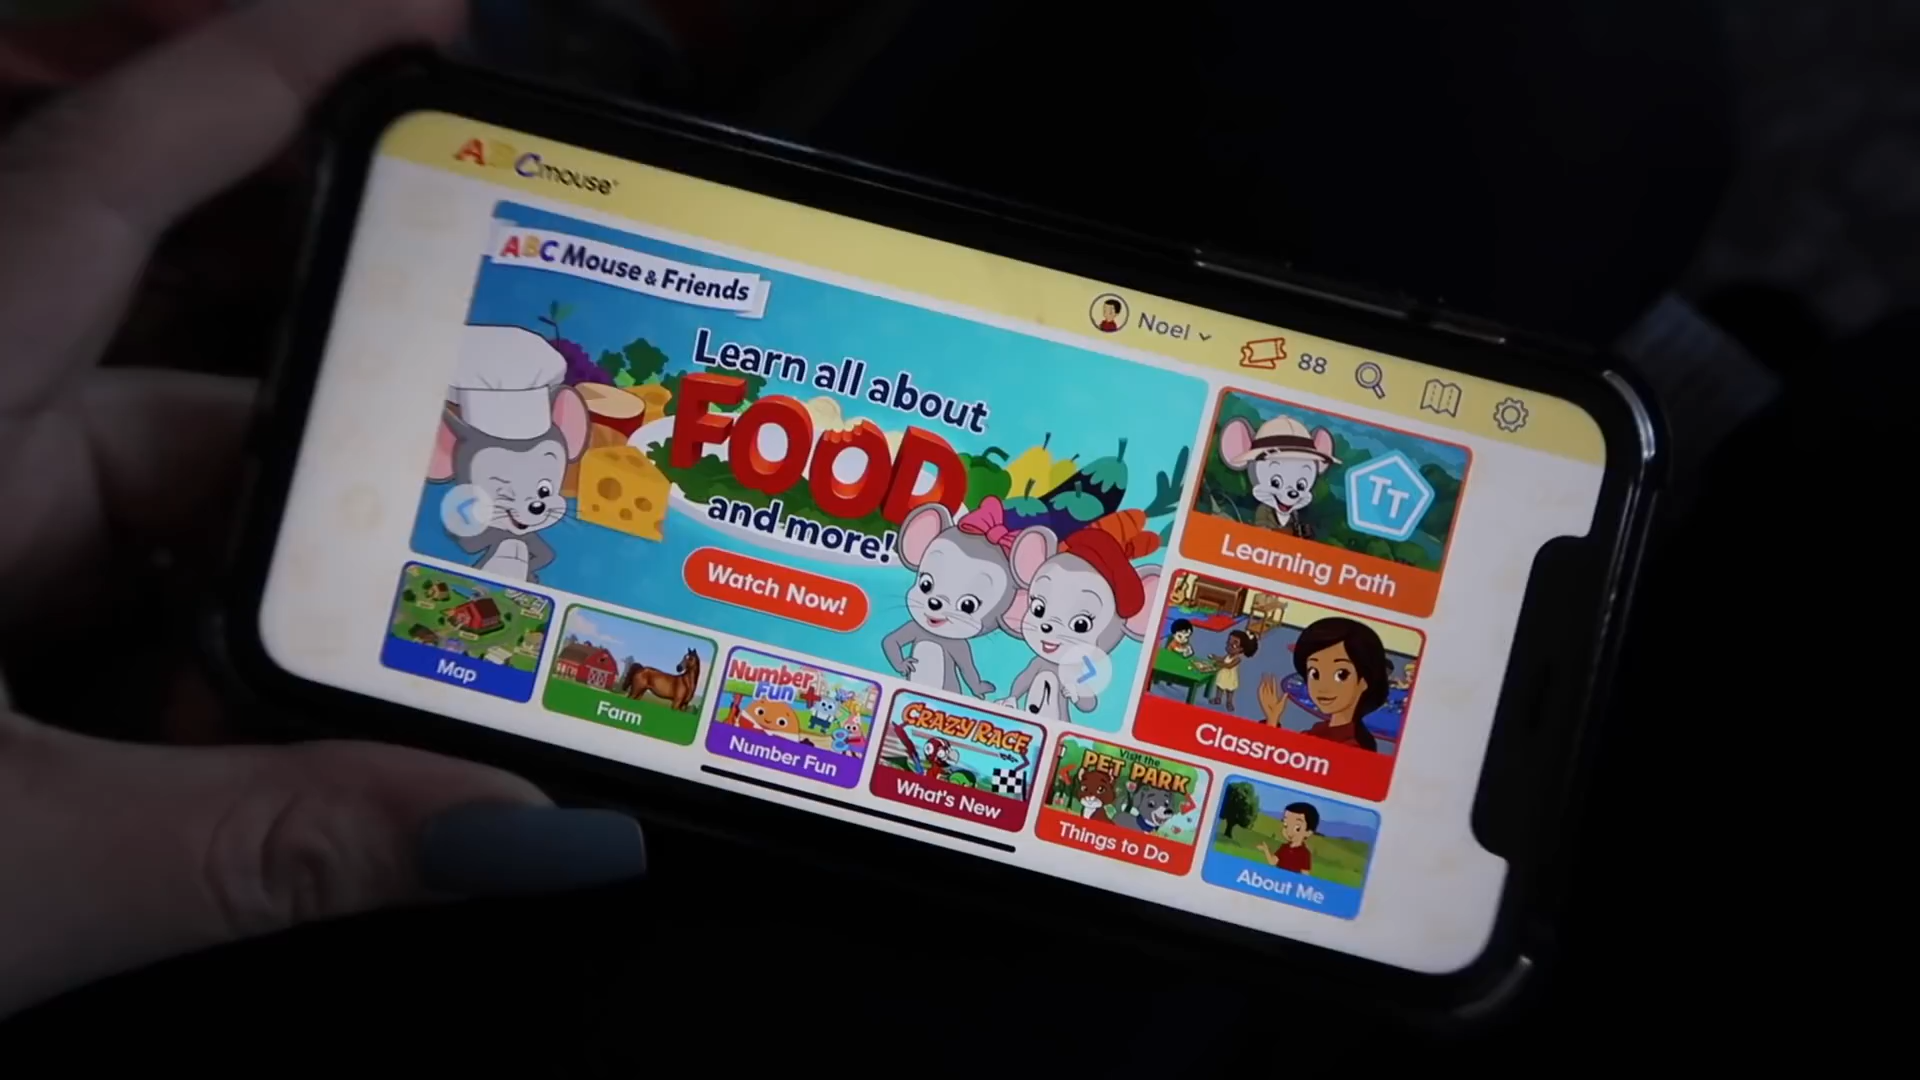 ABCmouse
ABC Mouse & Friends
Learn all about
FOOD
and more!
Watch Now!
Noel
88
TT
Learning Path
Classroom
Map
Farm
Number
Fun
Number Fun
CRAZY RACE
What's New
Visit the
PET PARK
Things to Do
About Me